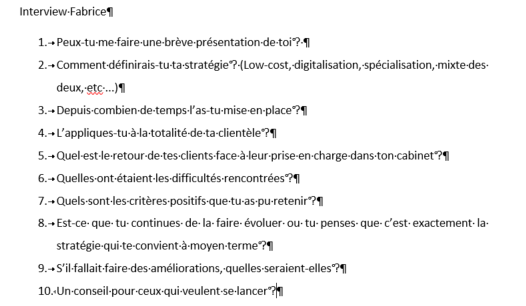 Interview Fabrice
1. Peux-tu me faire une brève présentation de toi ?
2. Comment définirais-tu ta stratégie ? (Low-cost, digitalisation, spécialisation, mixte des
deux, etc ...)
3. Depuis combien de temps l'as-tu mise en place ?
4. L'appliques-tu à la totalité de ta clientèle ?
5. Quel est le retour de tes clients face à leur prise en charge dans ton cabinet ?
6. Quelles ont étaient les difficultés rencontrées ?
7. Quels sont les critères positifs que tu as pu retenir ?
8. Est-ce que tu continues de la faire évoluer ou tu penses que c'est exactement la
stratégie qui te convient à moyen terme ?
9. S'il fallait faire des améliorations, quelles seraient-elles ?
10. Un conseil pour ceux qui veulent se lancer ?